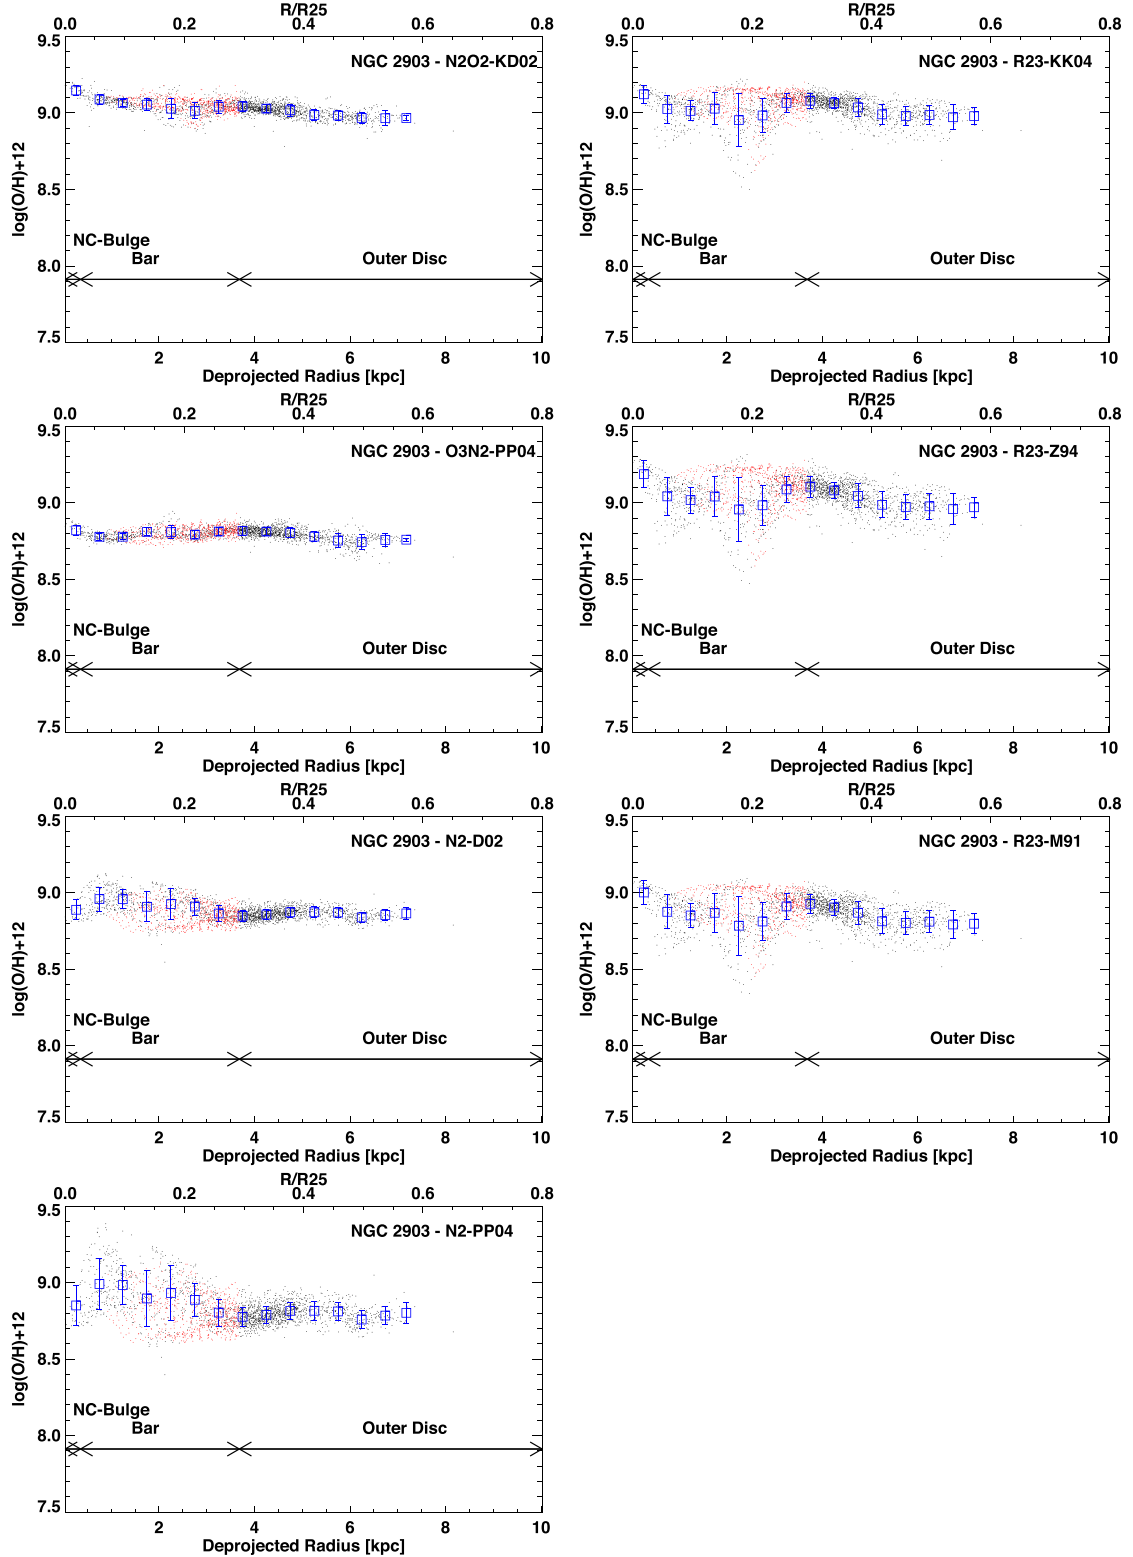 R/R25
0.0 0.2 0.4 0.6 0.8
NGC 2903 - N2O2-KD02
9.5
9.0
8.5
8.0
7.5
log(O/H)+12
NC-Bulge
Bar Outer Disc
2 4 6 8 10
Deprojected Radius [kpc]
R/R25
0.0 0.2 0.4 0.6 0.8
NGC 2903 - R23-KK04
9.5
9.0
8.5
8.0
7.5
log(O/H)+12
NC-Bulge
Bar Outer Disc
2 4 6 8 10
Deprojected Radius [kpc]
R/R25
0.0 0.2 0.4 0.6 0.8
NGC 2903 - O3N2-PP04
9.5
9.0
8.5
8.0
7.5
log(O/H)+12
NC-Bulge
Bar Outer Disc
2 4 6 8 10
Deprojected Radius [kpc]
R/R25
0.0 0.2 0.4 0.6 0.8
NGC 2903 - R23-Z94
9.5
9.0
8.5
8.0
7.5
log(O/H)+12
NC-Bulge
Bar Outer Disc
2 4 6 8 10
Deprojected Radius [kpc]
R/R25
0.0 0.2 0.4 0.6 0.8
NGC 2903 - N2-D02
9.5
9.0
8.5
8.0
7.5
log(O/H)+12
NC-Bulge
Bar Outer Disc
2 4 6 8 10
Deprojected Radius [kpc]
R/R25
0.0 0.2 0.4 0.6 0.8
NGC 2903 - R23-M91
9.5
9.0
8.5
8.0
7.5
log(O/H)+12
NC-Bulge
Bar Outer Disc
2 4 6 8 10
Deprojected Radius [kpc]
R/R25
0.0 0.2 0.4 0.6 0.8
NGC 2903 - N2-PP04
9.5
9.0
8.5
8.0
7.5
log(O/H)+12
NC-Bulge
Bar Outer Disc
2 4 6 8 10
Deprojected Radius [kpc]